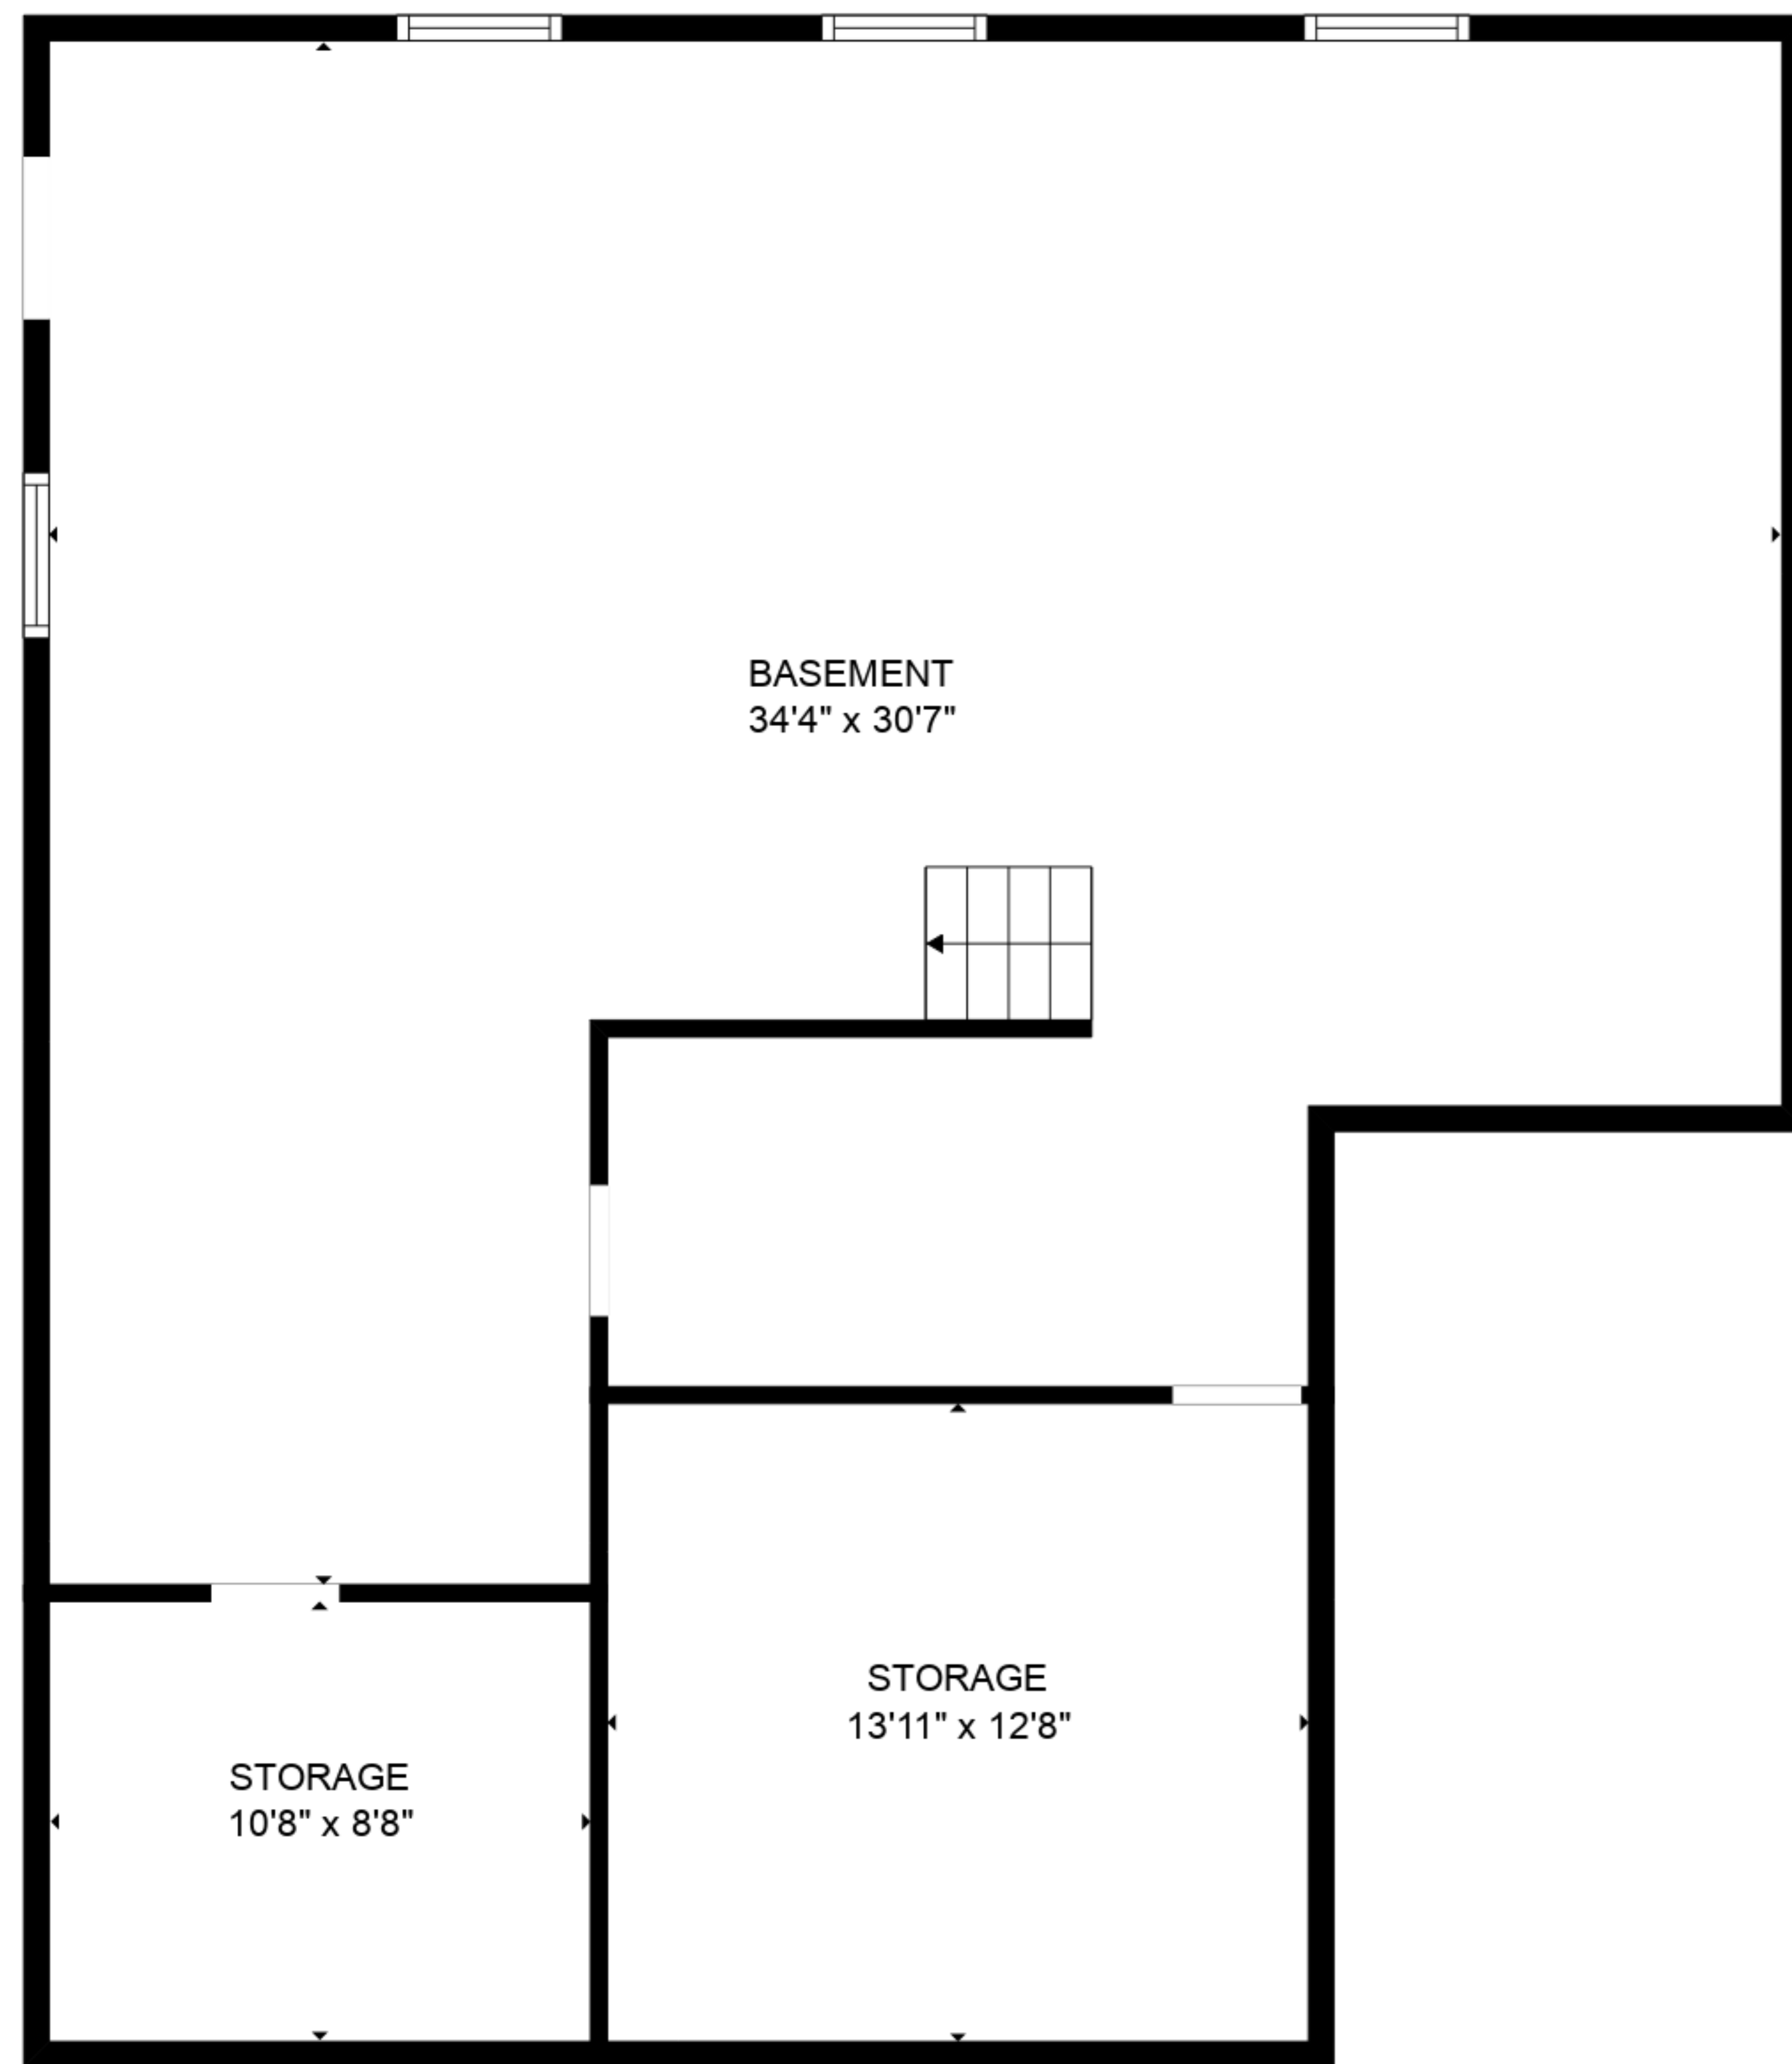 BASEMENT
34'4" x 30'7"
STORAGE
13'11" x 12'8"
STORAGE
10'8" x 8'8"